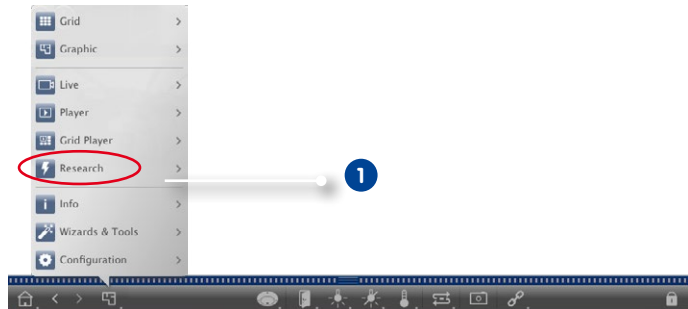 Grid
Graphic
Live
Player
Grid Player
Research
1
Info
Wizards & Tools
Configuration